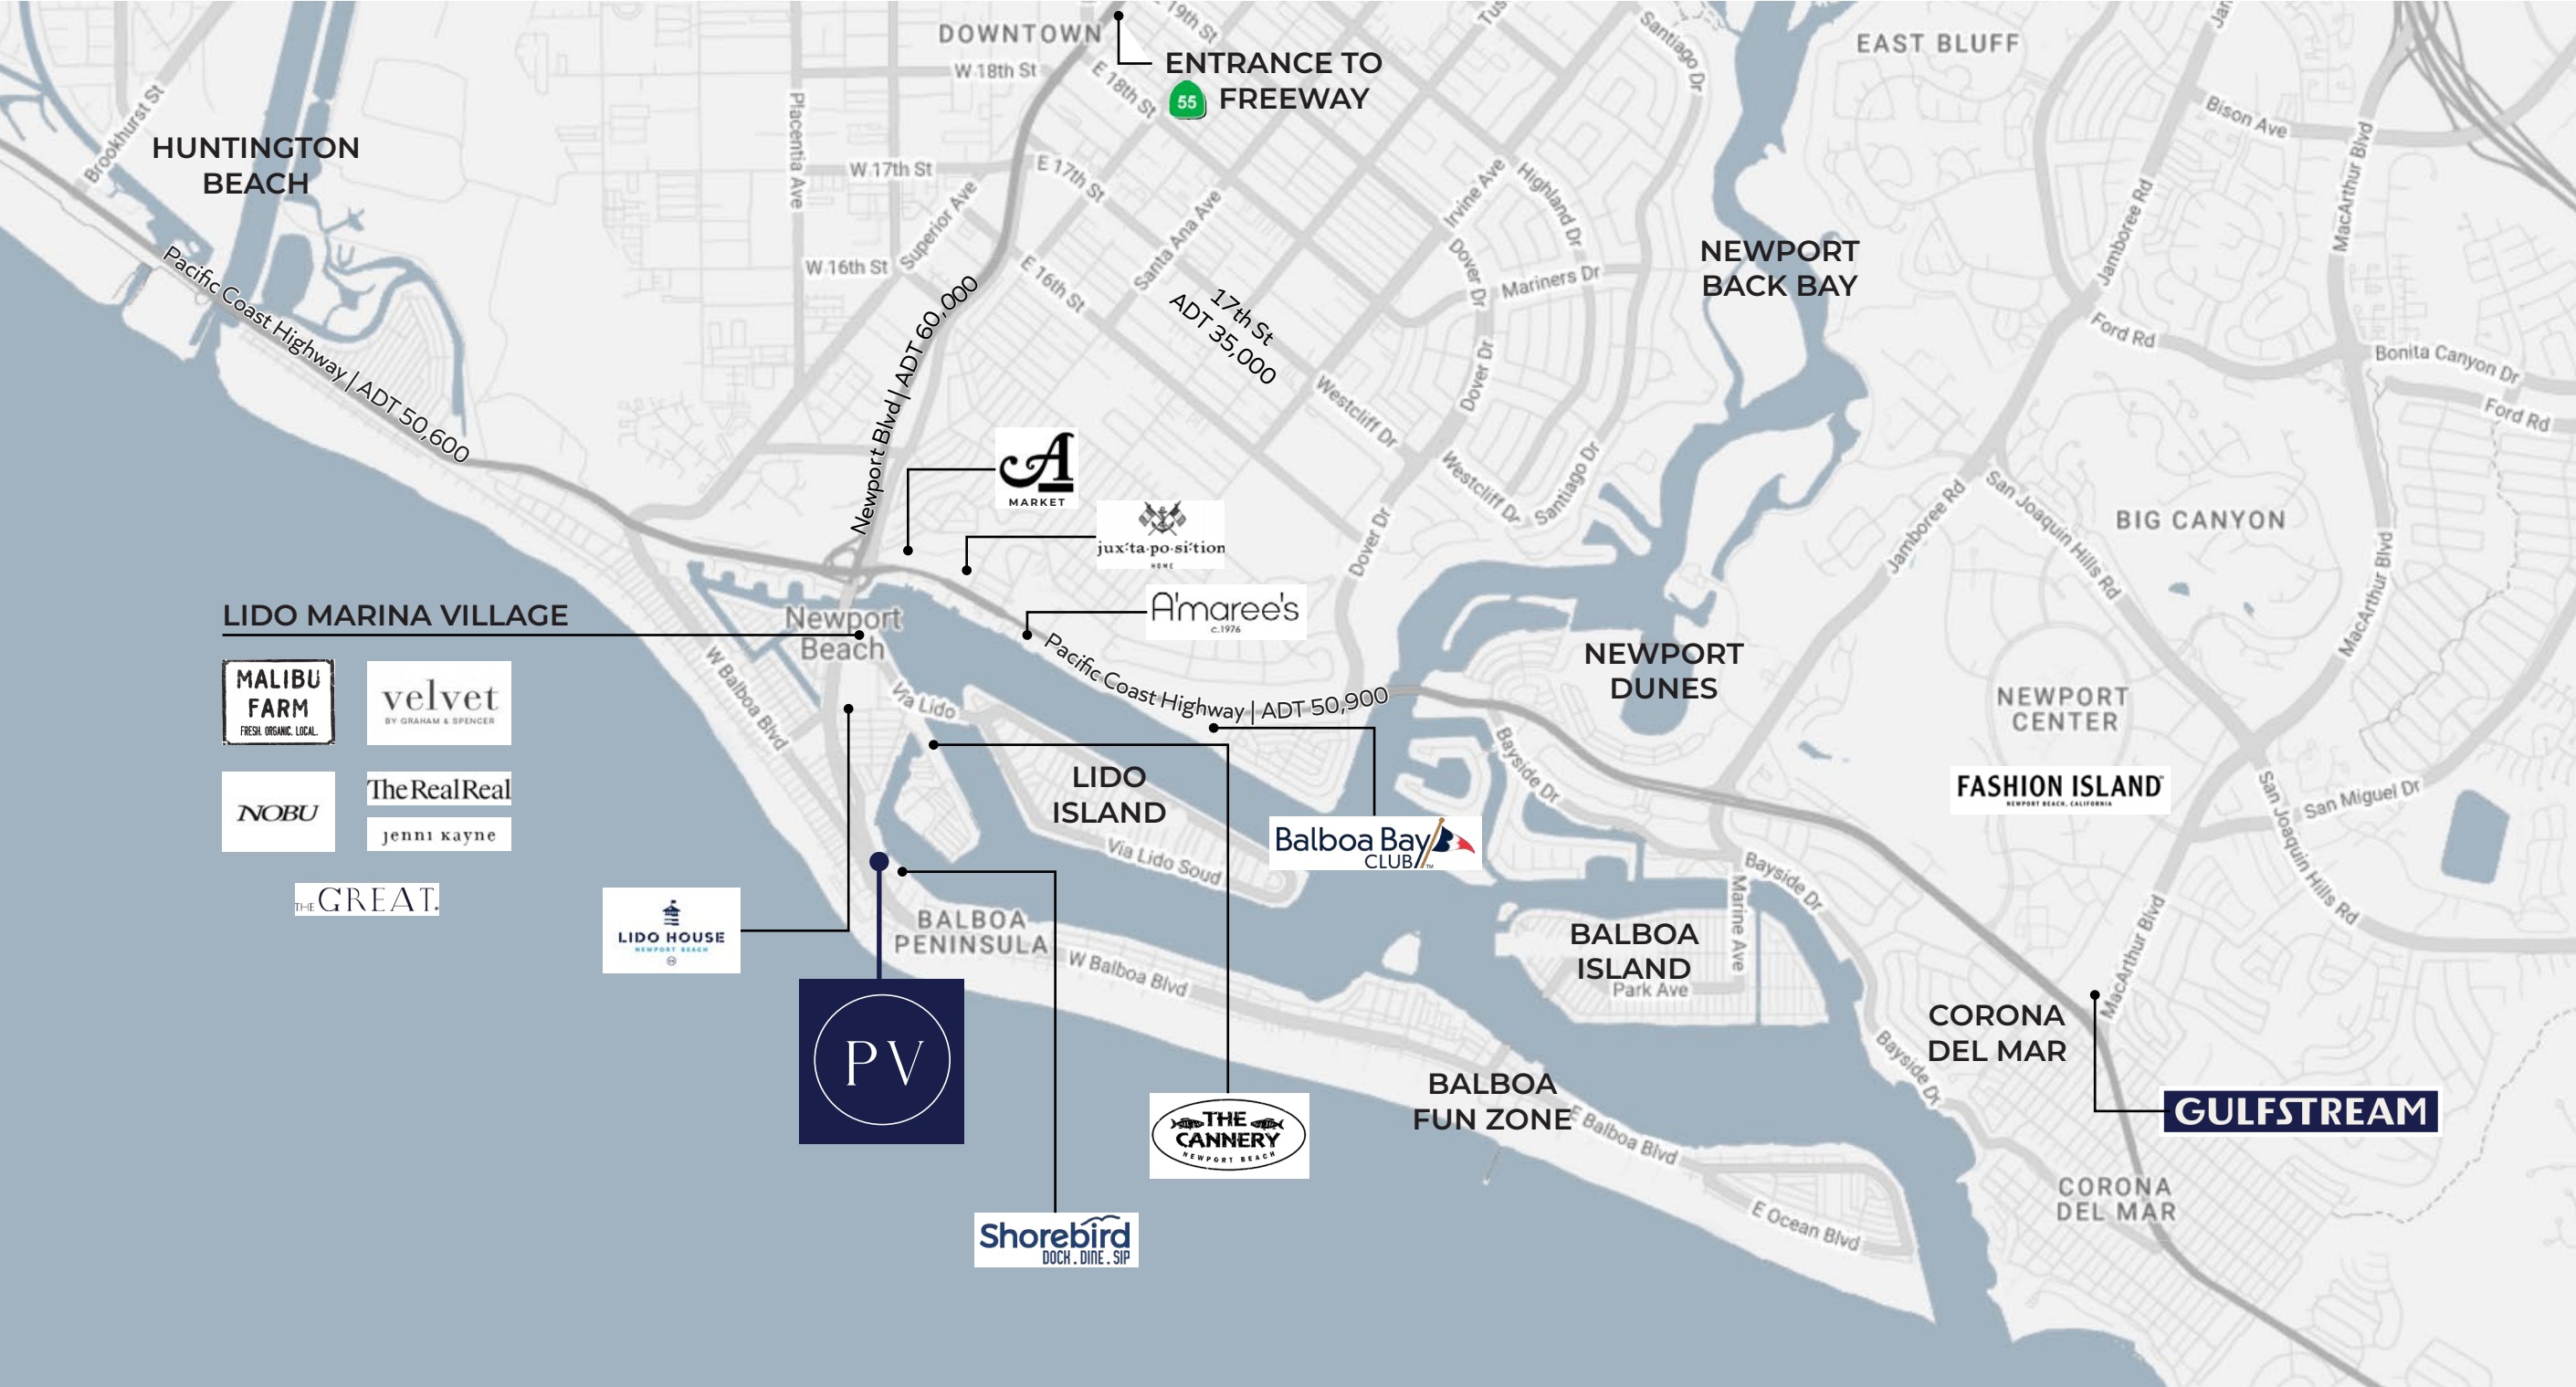 DOWNTOWN
19th St
Santiago Dr
EAST BLUFF
ENTRANCE TO
55 FREEWAY
W 18th St
E 18th St
Brookhurst St
Placentia Ave
Bison Ave
MacArthur Blvd
HUNTINGTON
BEACH
W 17th St
E 17th St
Superior Ave
Santa Ana Ave
Irvine Ave
Highland Dr
Jamboree Rd
NEWPORT
BACK BAY
W 16th St
E 16th St
Dover Dr
Mariners Dr
Pacific Coast Highway | ADT 50,600
Newport Blvd | ADT 60,000
17th St
ADT 35,000
Ford Rd
Bonita Canyon Dr
Ford Rd
Dover Dr
Westcliff Dr
Westcliff Dr
Santiago Dr
A
MARKET
Jamboree Rd
San Joaquin Hills Rd
BIG CANYON
MacArthur Blvd
Dover Dr
jux·ta·po·si·tion
HOME
A'maree's
c.1976
LIDO MARINA VILLAGE
Newport
Beach
Pacific Coast Highway | ADT 50,900
NEWPORT
DUNES
MALIBU
FARM
FRESH. ORGANIC. LOCAL.
velvet
BY GRAHAM & SPENCER
W Balboa Blvd
Via Lido
NEWPORT
CENTER
Bayside Dr
NOBU
TheRealReal
jenni kayne
LIDO
ISLAND
FASHION ISLAND
NEWPORT BEACH, CALIFORNIA
San Miguel Dr
San Joaquin Hills Rd
Balboa Bay
CLUB
TM
Via Lido Soud
THE GREAT.
Bayside Dr
Marine Ave
LIDO HOUSE
NEWPORT BEACH
BALBOA
PENINSULA
W Balboa Blvd
BALBOA
ISLAND
Park Ave
MacArthur Blvd
CORONA
DEL MAR
Bayside Dr
PV
BALBOA
FUN ZONE
E Balboa Blvd
GULFSTREAM
THE
CANNERY
NEWPORT BEACH
CORONA
DEL MAR
E Ocean Blvd
Shorebird
DOCK . DINE . SIP